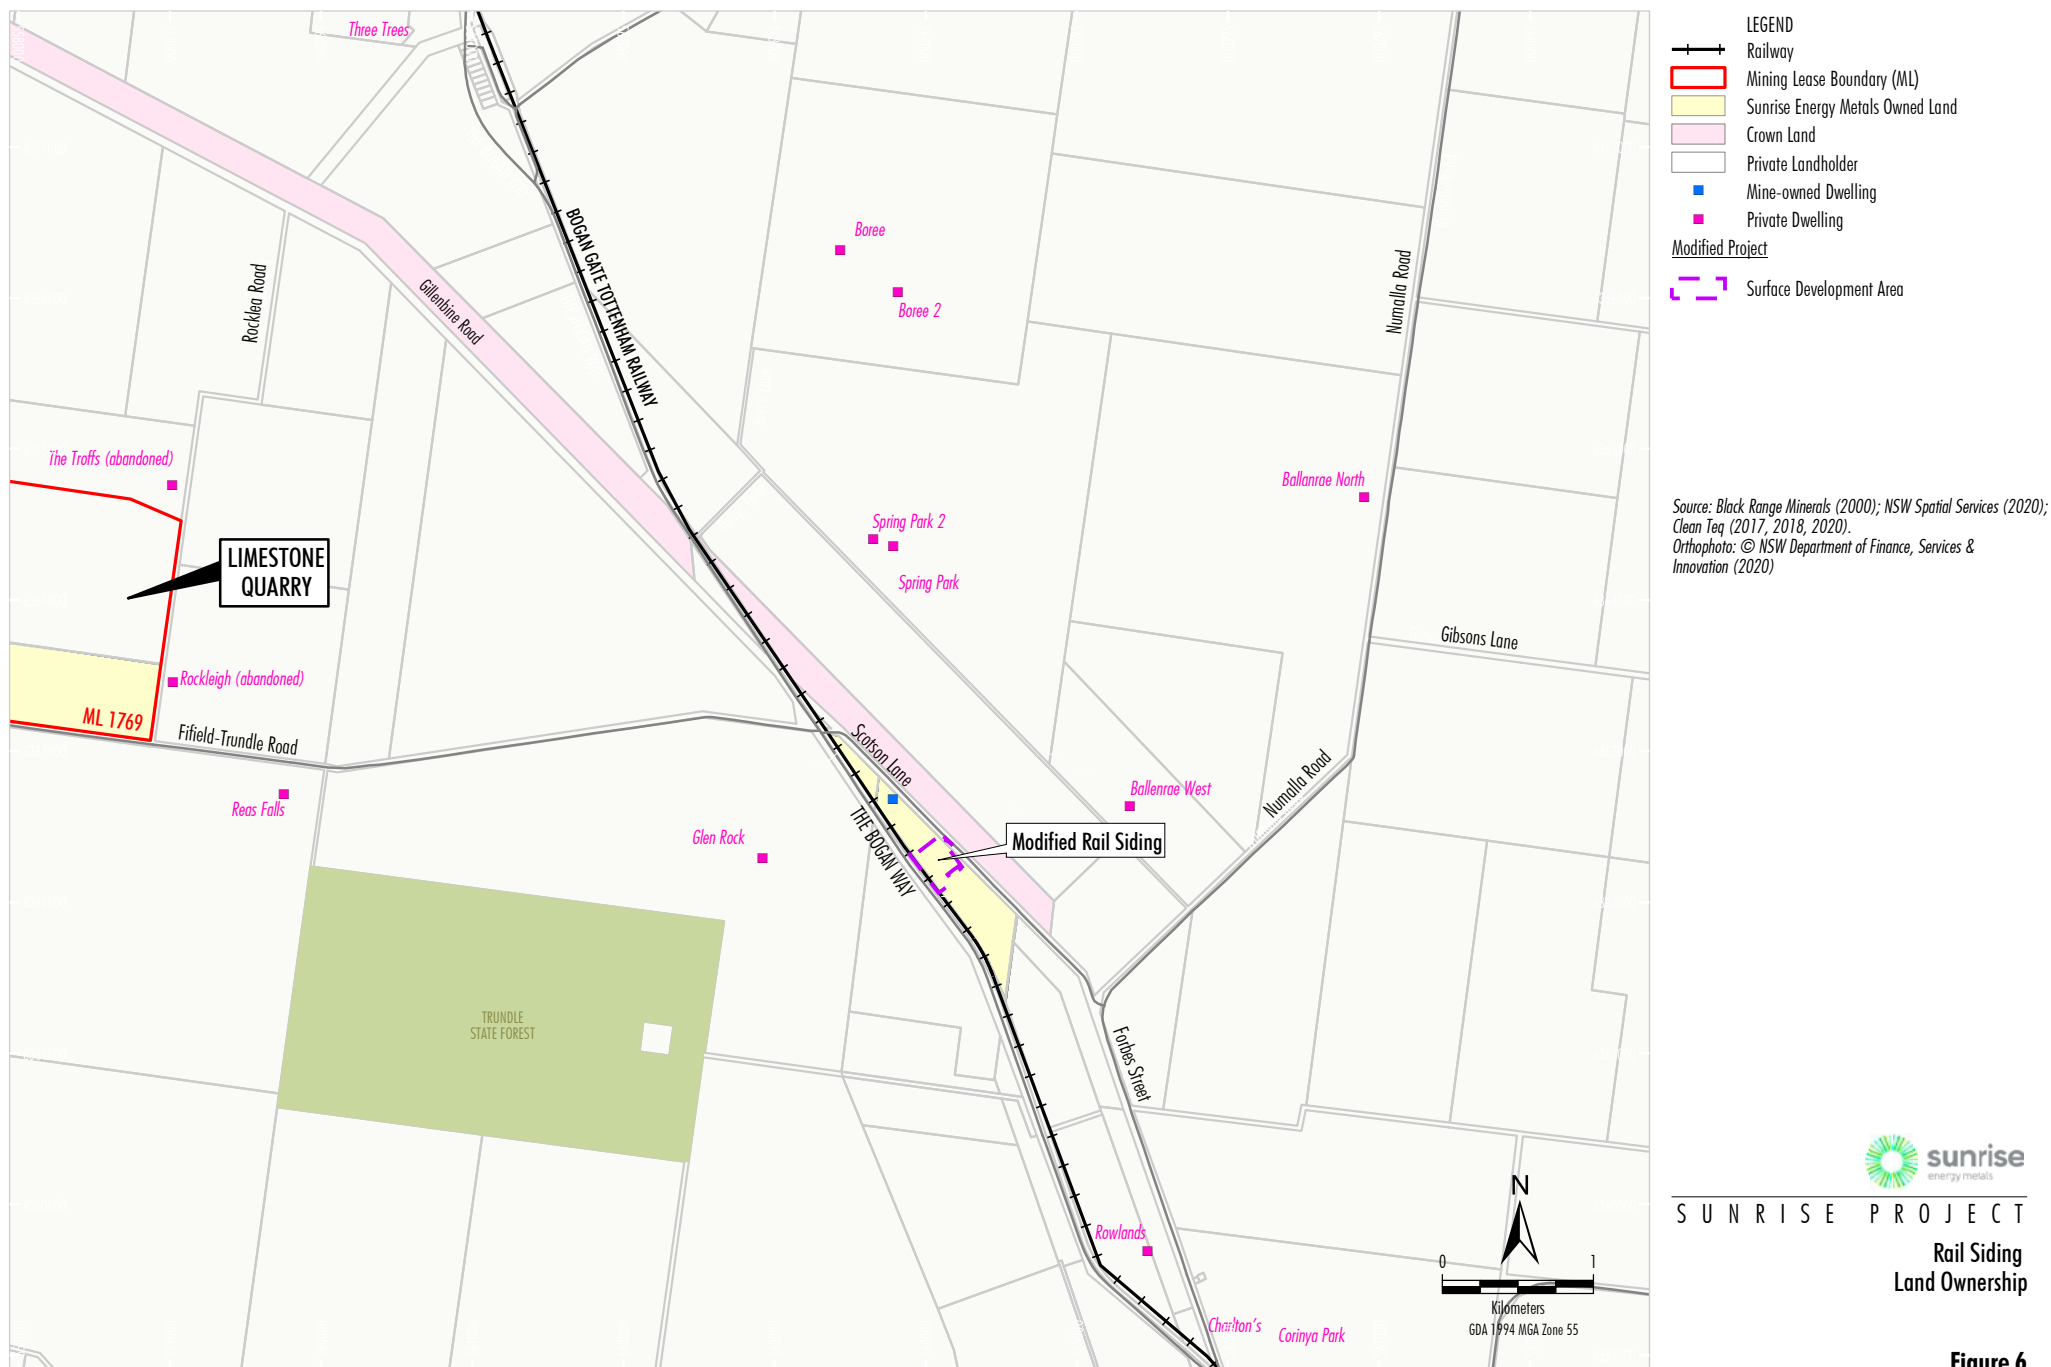 Three Trees
Boree
Boree 2
BOGAN GATE TOTTENHAM RAILWAY
Rocklea Road
Gillenbine Road
Numalla Road
The Troffs (abandoned)
Ballanrae North
Spring Park 2
Spring Park
LIMESTONE
QUARRY
Gibsons Lane
Rockleigh (abandoned)
ML 1769
Fifield-Trundle Road
Scotson Lane
Numalla Road
Ballenrae West
Reas Falls
Glen Rock
THE BOGAN WAY
Modified Rail Siding
TRUNDLE
STATE FOREST
Forbes Street
Rowlands
Charlton's
Corinya Park
N
0 1
Kilometers
GDA 1994 MGA Zone 55
LEGEND
Railway
Mining Lease Boundary (ML)
Sunrise Energy Metals Owned Land
Crown Land
Private Landholder
Mine-owned Dwelling
Private Dwelling
Modified Project
Surface Development Area
Source: Black Range Minerals (2000); NSW Spatial Services (2020);
Clean Teq (2017, 2018, 2020).
Orthophoto: © NSW Department of Finance, Services &
Innovation (2020)
sunrise
energy metals
SUNRISE PROJECT
Rail Siding
Land Ownership
Figure 6